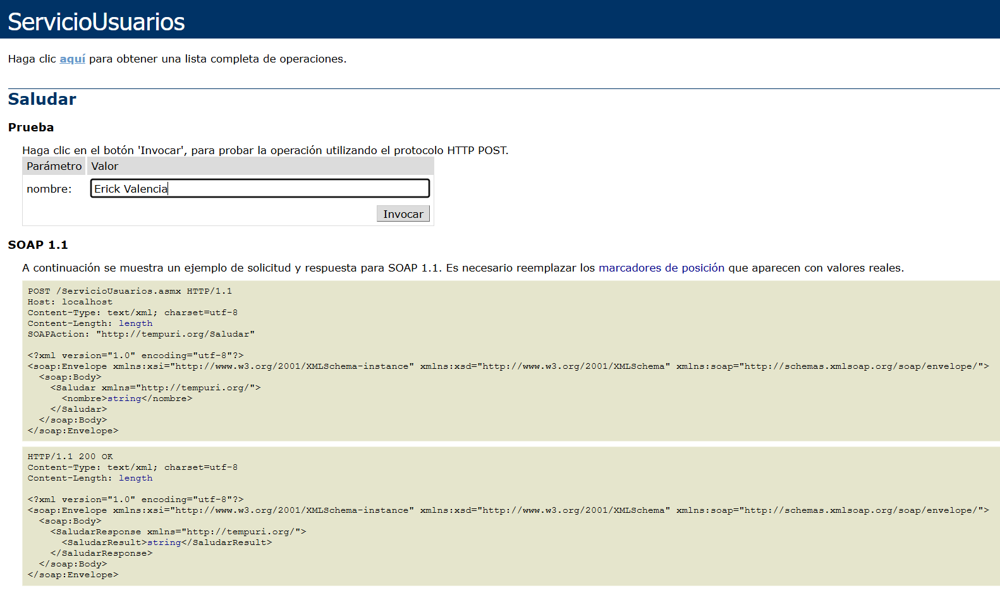 ServicioUsuarios
Haga clic aquí para obtener una lista completa de operaciones.
Saludar
Prueba
Haga clic en el botón 'Invocar', para probar la operación utilizando el protocolo HTTP POST.
Parámetro Valor
nombre: Erick Valencia
Invocar
SOAP 1.1
A continuación se muestra un ejemplo de solicitud y respuesta para SOAP 1.1. Es necesario reemplazar los marcadores de posición que aparecen con valores reales.
POST /ServicioUsuarios.asmx HTTP/1.1
Host: localhost
Content-Type: text/xml; charset=utf-8
Content-Length: length
SOAPAction: "http://tempuri.org/Saludar"
<?xml version="1.0" encoding="utf-8"?>
<soap:Envelope xmlns:xsi="http://www.w3.org/2001/XMLSchema-instance" xmlns:xsd="http://www.w3.org/2001/XMLSchema" xmlns:soap="http://schemas.xmlsoap.org/soap/envelope/">
  <soap:Body>
    <Saludar xmlns="http://tempuri.org/">
      <nombre>string</nombre>
    </Saludar>
  </soap:Body>
</soap:Envelope>
HTTP/1.1 200 OK
Content-Type: text/xml; charset=utf-8
Content-Length: length
<?xml version="1.0" encoding="utf-8"?>
<soap:Envelope xmlns:xsi="http://www.w3.org/2001/XMLSchema-instance" xmlns:xsd="http://www.w3.org/2001/XMLSchema" xmlns:soap="http://schemas.xmlsoap.org/soap/envelope/">
  <soap:Body>
    <SaludarResponse xmlns="http://tempuri.org/">
      <SaludarResult>string</SaludarResult>
    </SaludarResponse>
  </soap:Body>
</soap:Envelope>